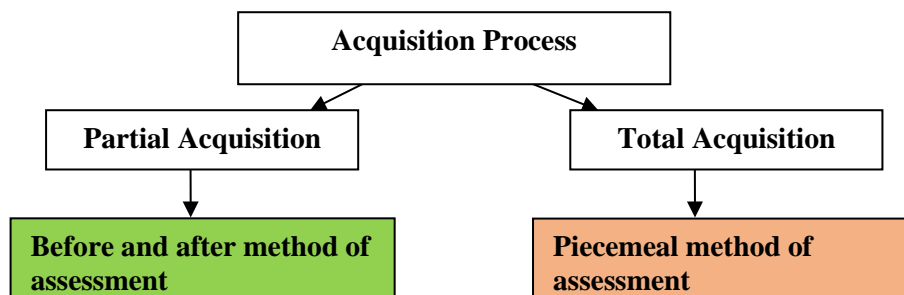 Acquisition Process
Partial Acquisition
Total Acquisition
Before and after method of
assessment
Piecemeal method of
assessment